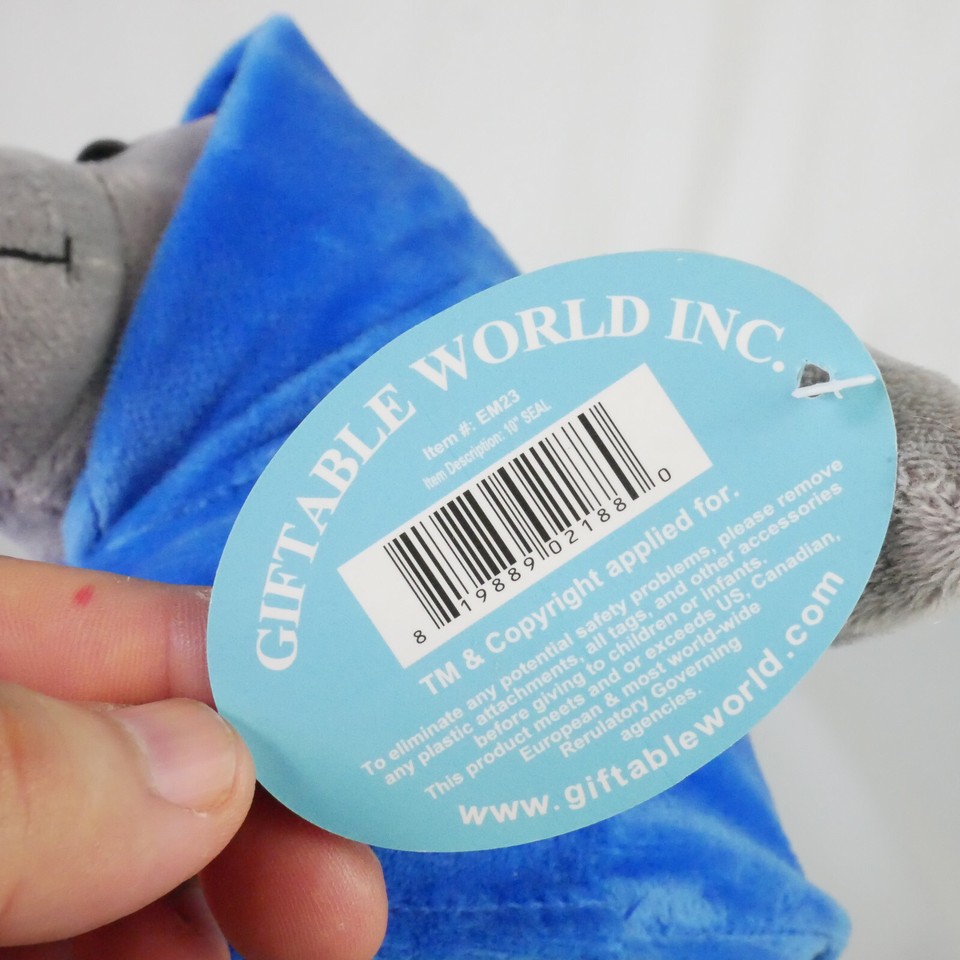 GIFTABLE WORLD INC.
Item #: EM23
Item Description: 10" SEAL
8 19889 02188 0
TM & Copyright applied for.
To eliminate any potential safety problems, please remove
any plastic attachments, all tags, and other accessories
before giving to children or infants.
This product meets and or exceeds US, Canadian,
European & most world-wide
Rerulatory Governing
agencies.
www.giftableworld.com